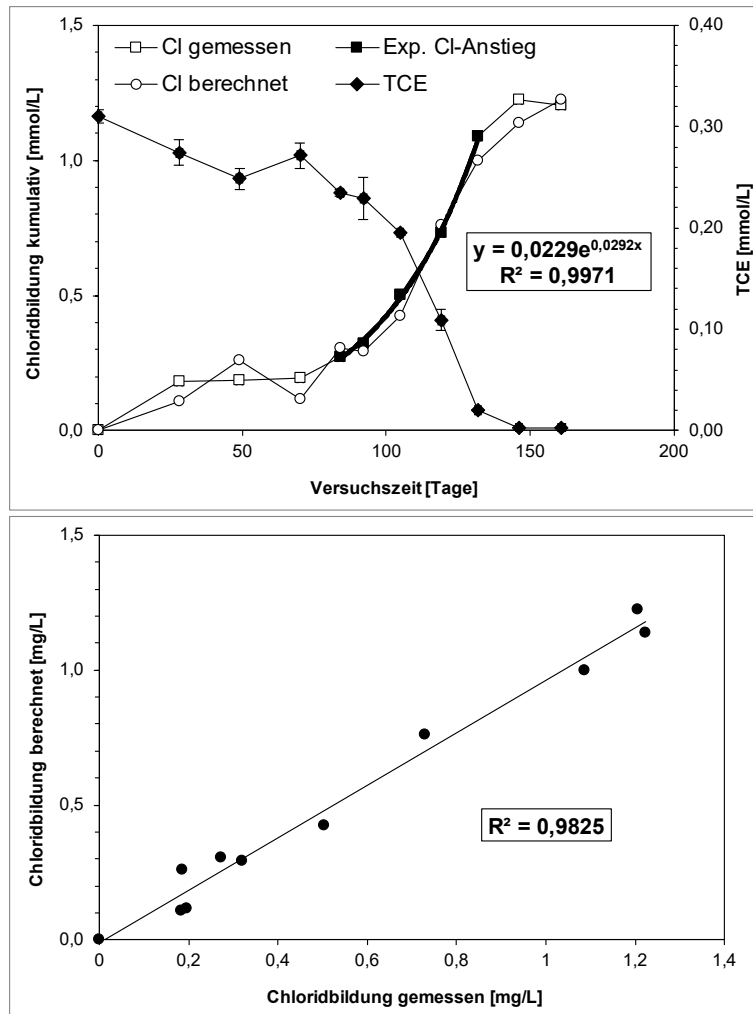 Cl gemessen
Exp. Cl-Anstieg
Cl berechnet
TCE
Chloridbildung kumulativ [mmol/L]
1,5
1,0
0,5
0,0
TCE [mmol/L]
0,40
0,30
0,20
0,10
0,00
y = 0,0229e^0,0292x
R² = 0,9971
0
50
100
150
200
Versuchszeit [Tage]
Chloridbildung berechnet [mg/L]
1,5
1,0
0,5
0,0
R² = 0,9825
0
0,2
0,4
0,6
0,8
1
1,2
1,4
Chloridbildung gemessen [mg/L]